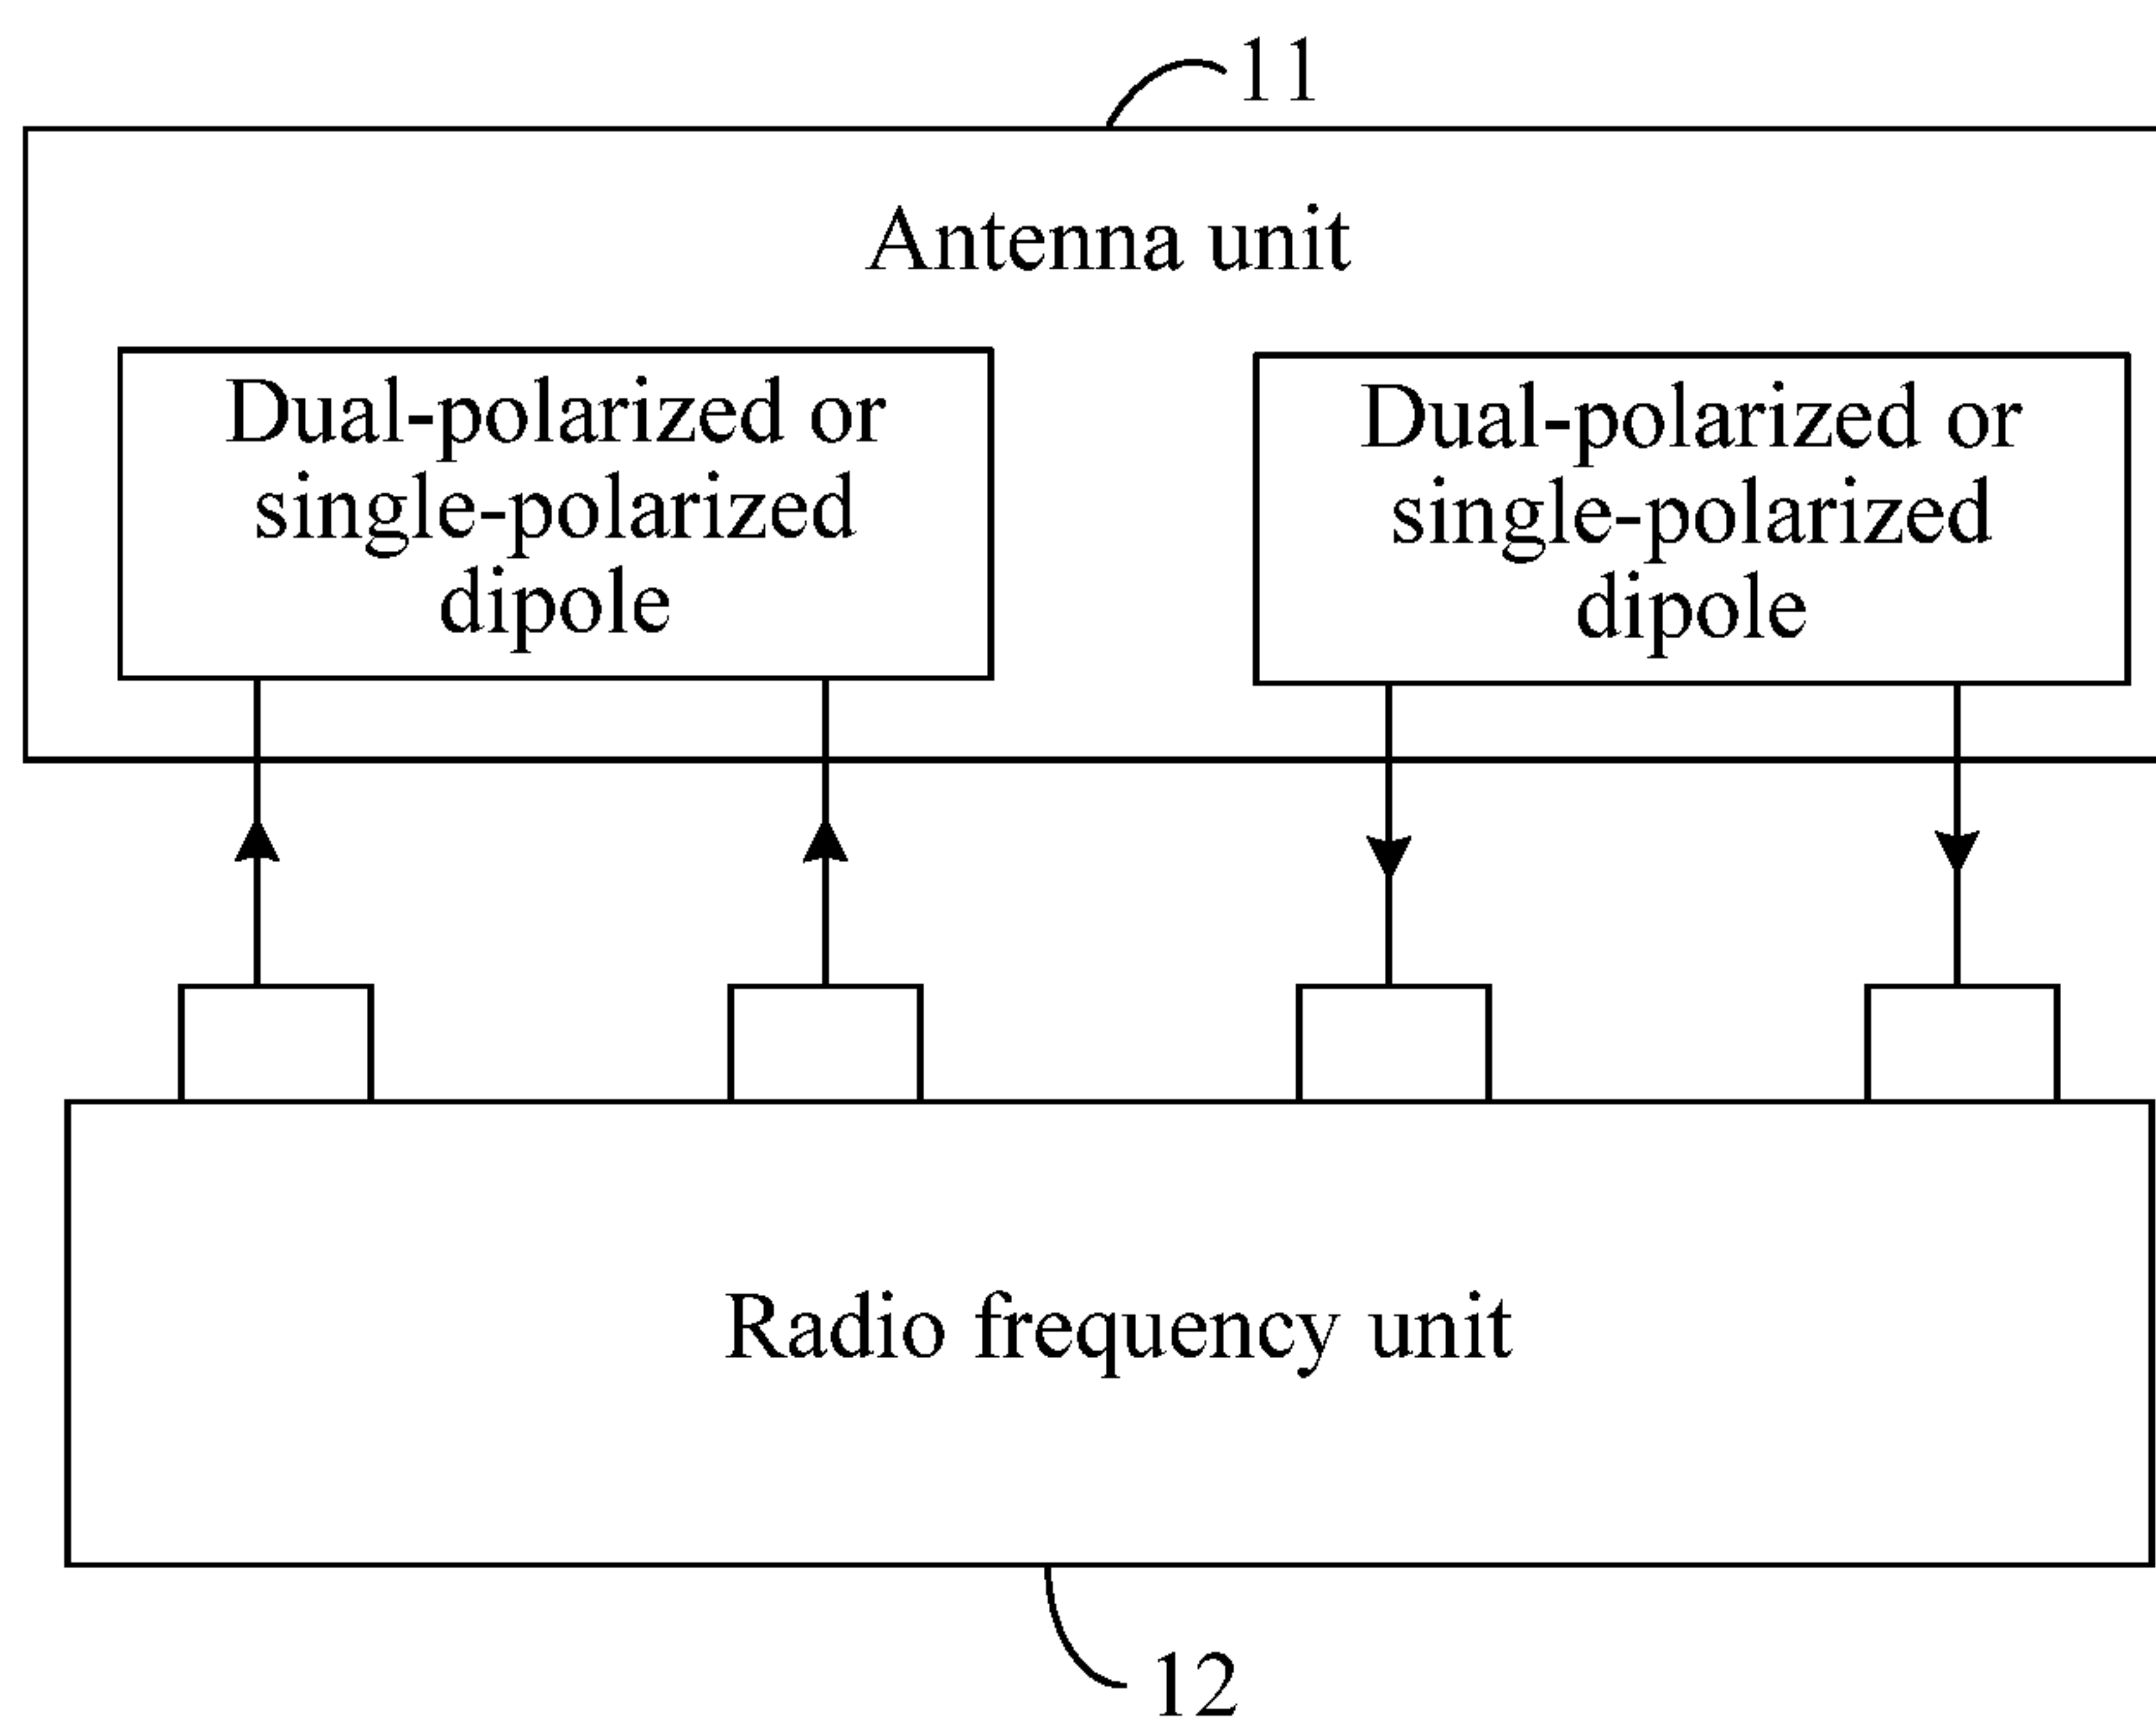 11
Antenna unit
Dual-polarized or
single-polarized
dipole
Dual-polarized or
single-polarized
dipole
Radio frequency unit
12